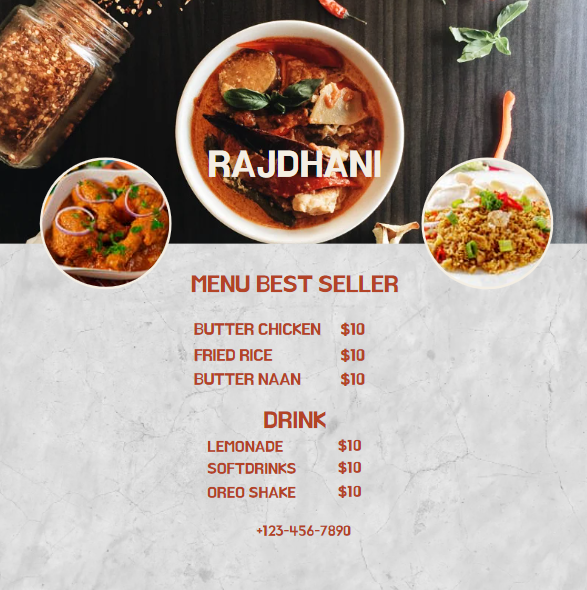 RAJDHANI
MENU BEST SELLER
BUTTER CHICKEN $10
FRIED RICE $10
BUTTER NAAN $10
DRINK
LEMONADE $10
SOFTDRINKS $10
OREO SHAKE $10
+123-456-7890